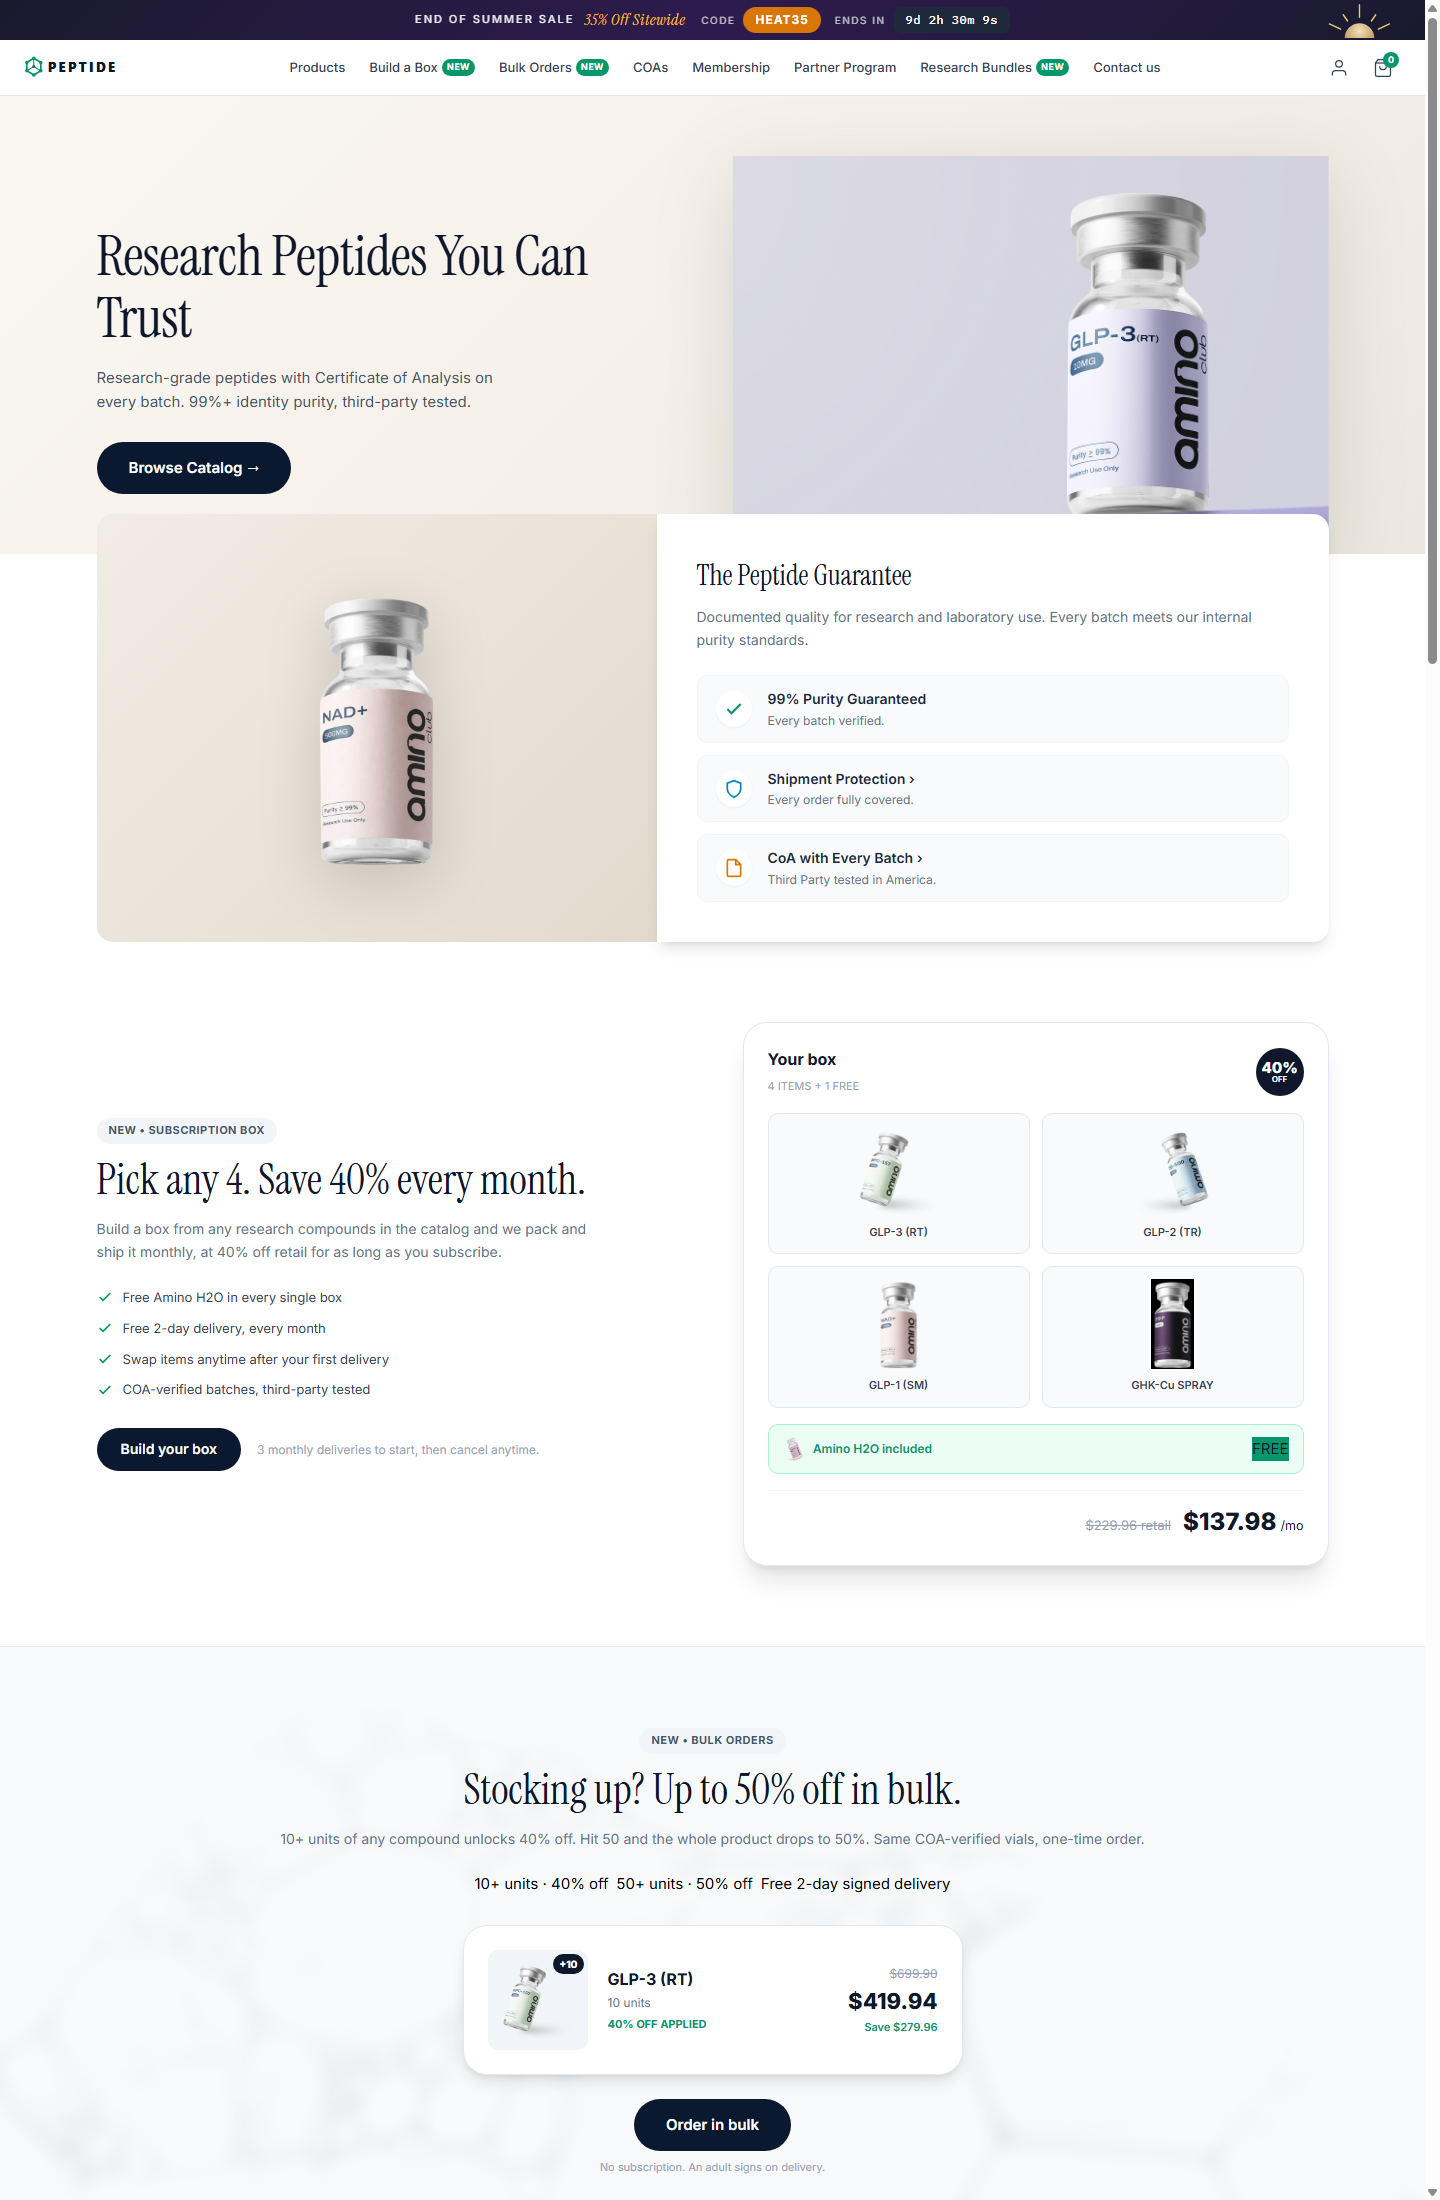 END OF SUMMER SALE 35% Off Sitewide CODE HEAT35 ENDS IN 9d 2h 30m 9s
PEPTIDE Products Build a Box NEW Bulk Orders NEW COAs Membership Partner Program Research Bundles NEW Contact us 0
Research Peptides You Can
Trust
Research-grade peptides with Certificate of Analysis on
every batch. 99%+ identity purity, third-party tested.
Browse Catalog →
GLP-3(RT)
10MG
amino
club
Purity ≥ 99%
Research Use Only
NAD+
500MG
amino
club
Purity ≥ 99%
Research Use Only
The Peptide Guarantee
Documented quality for research and laboratory use. Every batch meets our internal
purity standards.
99% Purity Guaranteed
Every batch verified.
Shipment Protection ›
Every order fully covered.
CoA with Every Batch ›
Third Party tested in America.
NEW • SUBSCRIPTION BOX
Pick any 4. Save 40% every month.
Build a box from any research compounds in the catalog and we pack and
ship it monthly, at 40% off retail for as long as you subscribe.
Free Amino H2O in every single box
Free 2-day delivery, every month
Swap items anytime after your first delivery
COA-verified batches, third-party tested
Build your box
3 monthly deliveries to start, then cancel anytime.
Your box
4 ITEMS + 1 FREE
40%
OFF
amino
GLP-3 (RT)
amino
GLP-2 (TR)
NAD+
amino
GLP-1 (SM)
amino
GHK-Cu SPRAY
Amino H2O included
FREE
$229.96 retail $137.98 /mo
NEW • BULK ORDERS
Stocking up? Up to 50% off in bulk.
10+ units of any compound unlocks 40% off. Hit 50 and the whole product drops to 50%. Same COA-verified vials, one-time order.
10+ units · 40% off 50+ units · 50% off Free 2-day signed delivery
+10
amino
GLP-3 (RT)
10 units
40% OFF APPLIED
$699.90
$419.94
Save $279.96
Order in bulk
No subscription. An adult signs on delivery.